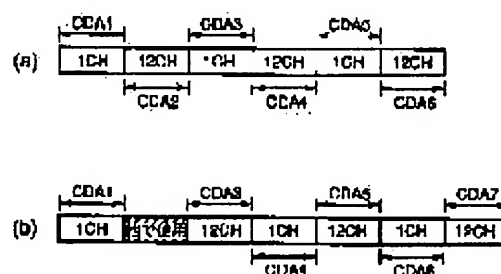 CDA1 CDA3 CDA5
(a) 1CH 12CH 1CH 12CH 1CH 12CH
CDA2 CDA4 CDA6
CDA1 CDA3 CDA5 CDA7
(b) 1CH 12CH 1CH 12CH 1CH 12CH
CDA4 CDA6